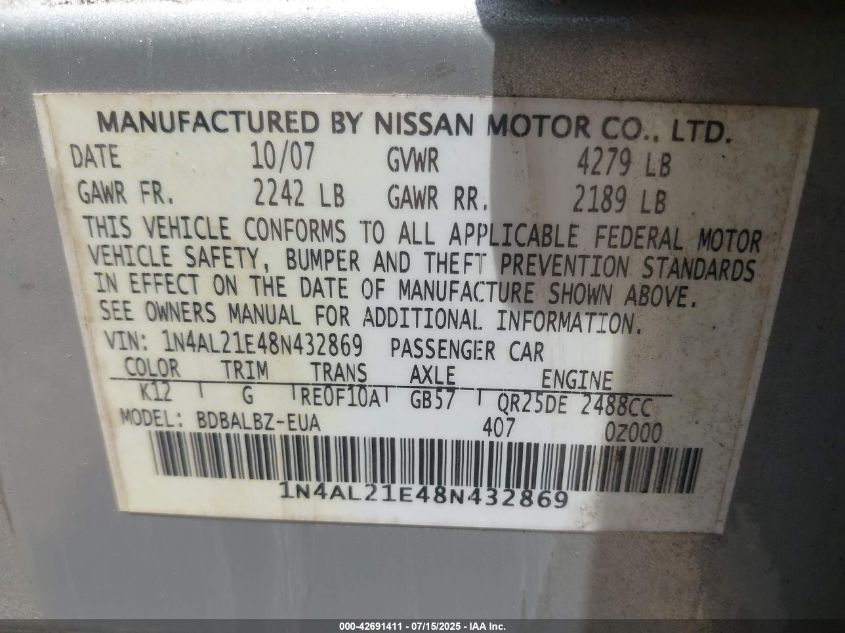 MANUFACTURED BY NISSAN MOTOR CO., LTD.
DATE 10/07 GVWR 4279 LB
GAWR FR. 2242 LB GAWR RR. 2189 LB
THIS VEHICLE CONFORMS TO ALL APPLICABLE FEDERAL MOTOR
VEHICLE SAFETY, BUMPER AND THEFT PREVENTION STANDARDS
IN EFFECT ON THE DATE OF MANUFACTURE SHOWN ABOVE.
SEE OWNERS MANUAL FOR ADDITIONAL INFORMATION.
VIN: 1N4AL21E48N432869 PASSENGER CAR
COLOR TRIM TRANS AXLE ENGINE
K12 G RE0F10A GB57 QR25DE 2488CC
MODEL: BDBALBZ-EUA 407 0Z000
1N4AL21E48N432869
000-42691411 - 07/15/2025 - IAA Inc.